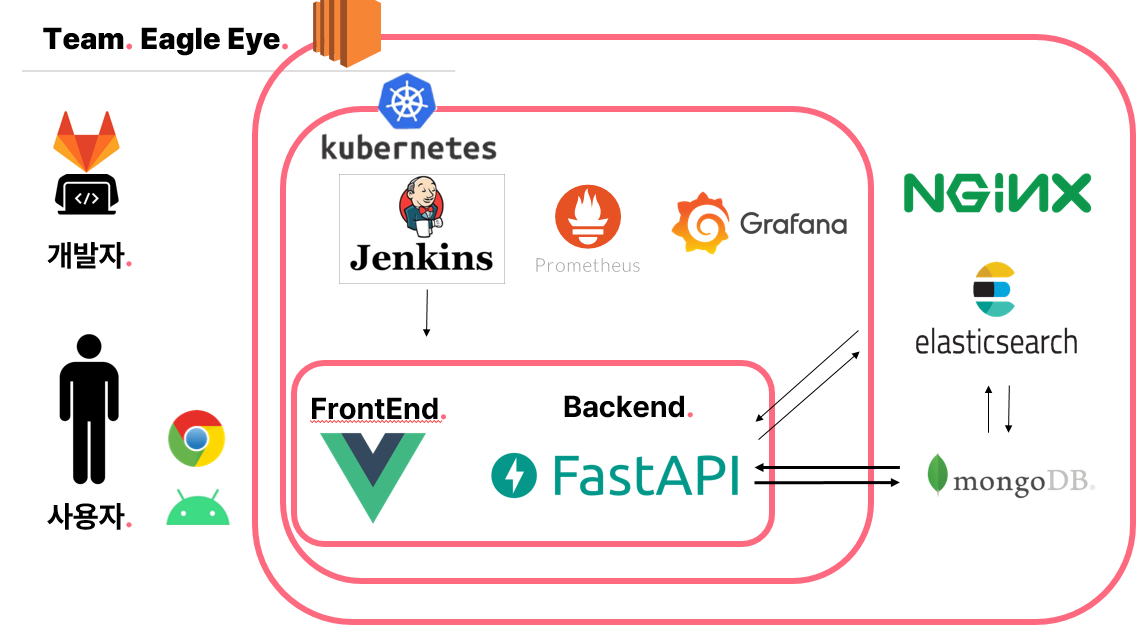 Team. Eagle Eye.
kubernetes
Jenkins
Prometheus
Grafana
NGINX
</>
개발자.
elasticsearch
FrontEnd.
Backend.
FastAPI
mongoDB.
사용자.